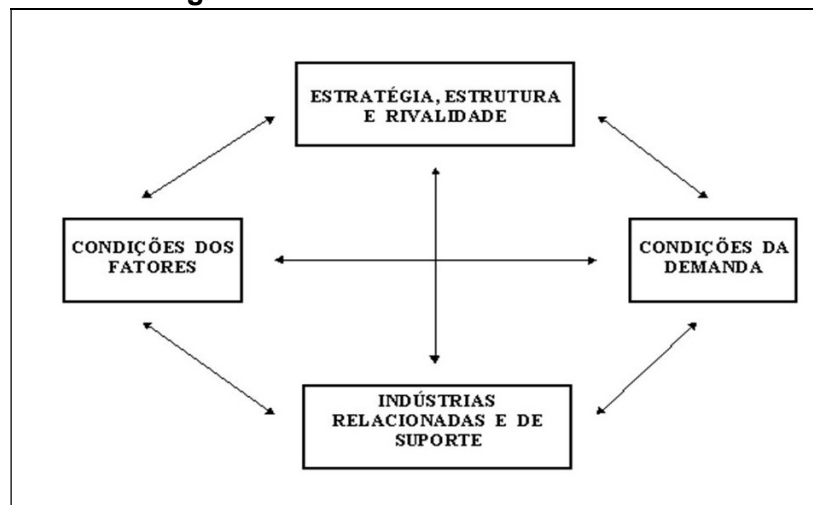 ESTRATÉGIA, ESTRUTURA
E RIVALIDADE
CONDIÇÕES DOS
FATORES
CONDIÇÕES DA
DEMANDA
INDÚSTRIAS
RELACIONADAS E DE
SUPORTE